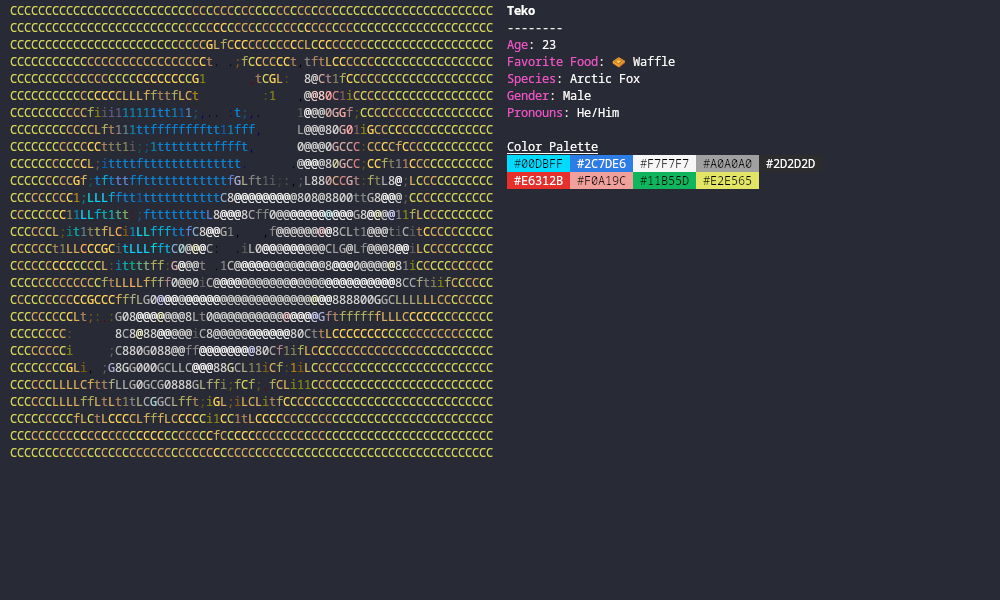 Teko
--------
Age: 23
Favorite Food: 🧇 Waffle
Species: Arctic Fox
Gender: Male
Pronouns: He/Him
Color Palette
#00DBFF #2C7DE6 #F7F7F7 #A0A0A0 #2D2D2D
#E6312B #F0A19C #11B55D #E2E565